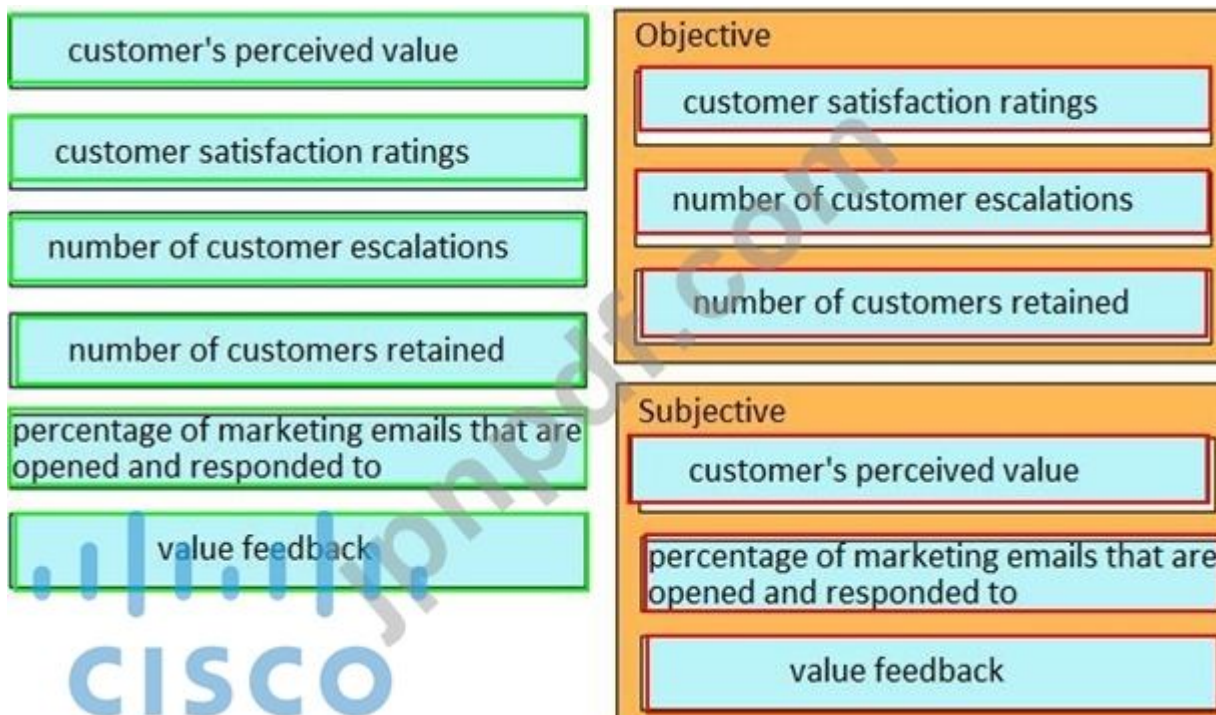 customer's perceived value
customer satisfaction ratings
number of customer escalations
number of customers retained
percentage of marketing emails that are
opened and responded to
value feedback
CISCO
Objective
customer satisfaction ratings
number of customer escalations
number of customers retained
Subjective
customer's perceived value
percentage of marketing emails that are
opened and responded to
value feedback
jpnpdf.com